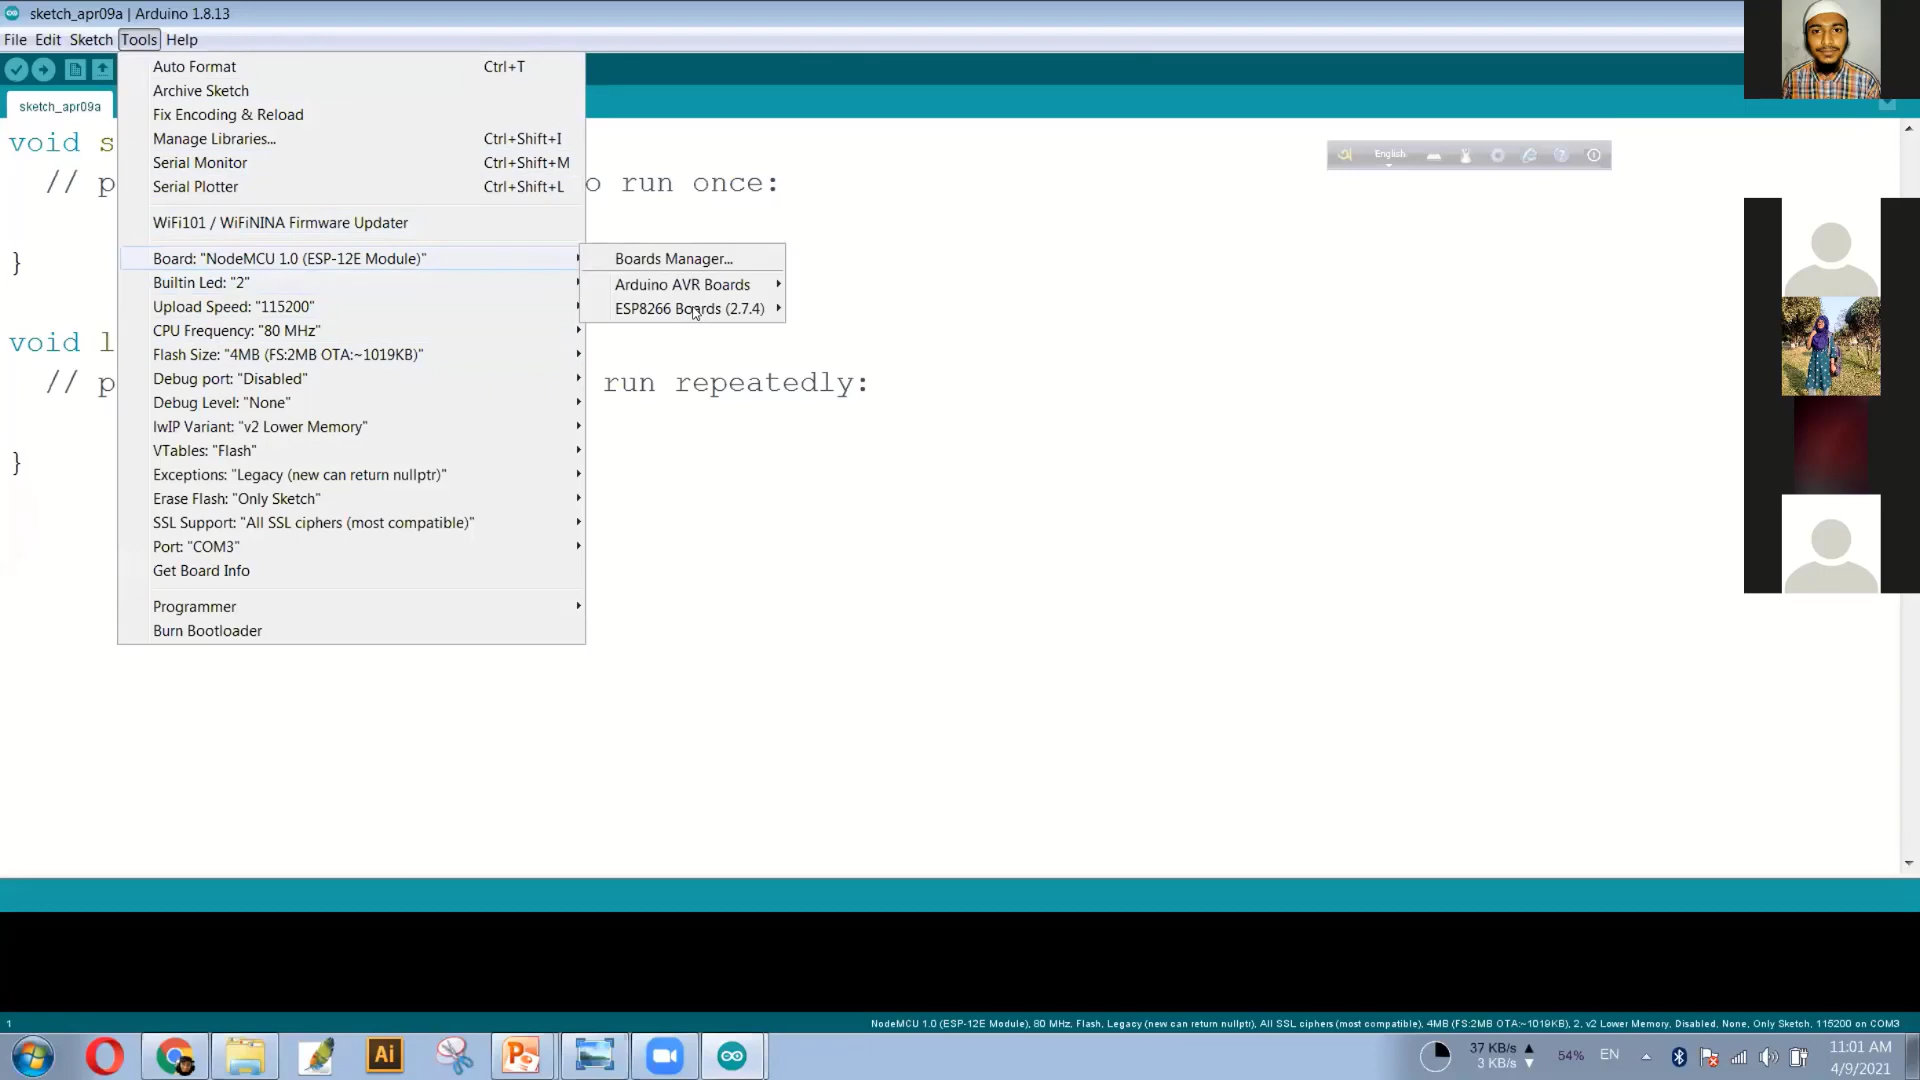 sketch_apr09a | Arduino 1.8.13
File Edit Sketch Tools Help
sketch_apr09a
Auto Format Ctrl+T
Archive Sketch
Fix Encoding & Reload
Manage Libraries... Ctrl+Shift+I
Serial Monitor Ctrl+Shift+M
Serial Plotter Ctrl+Shift+L
WiFi101 / WiFiNINA Firmware Updater
Board: "NodeMCU 1.0 (ESP-12E Module)"
Builtin Led: "2"
Upload Speed: "115200"
CPU Frequency: "80 MHz"
Flash Size: "4MB (FS:2MB OTA:~1019KB)"
Debug port: "Disabled"
Debug Level: "None"
lwIP Variant: "v2 Lower Memory"
VTables: "Flash"
Exceptions: "Legacy (new can return nullptr)"
Erase Flash: "Only Sketch"
SSL Support: "All SSL ciphers (most compatible)"
Port: "COM3"
Get Board Info
Programmer
Burn Bootloader
Boards Manager...
Arduino AVR Boards
ESP8266 Boards (2.7.4)
void s
// p o run once:
}
void l
// p run repeatedly:
}
English
1
NodeMCU 1.0 (ESP-12E Module), 80 MHz, Flash, Legacy (new can return nullptr), All SSL ciphers (most compatible), 4MB (FS:2MB OTA:~1019KB), 2, v2 Lower Memory, Disabled, None, Only Sketch, 115200 on COM3
Ai
37 KB/s
3 KB/s
54%
EN
11:01 AM
4/9/2021